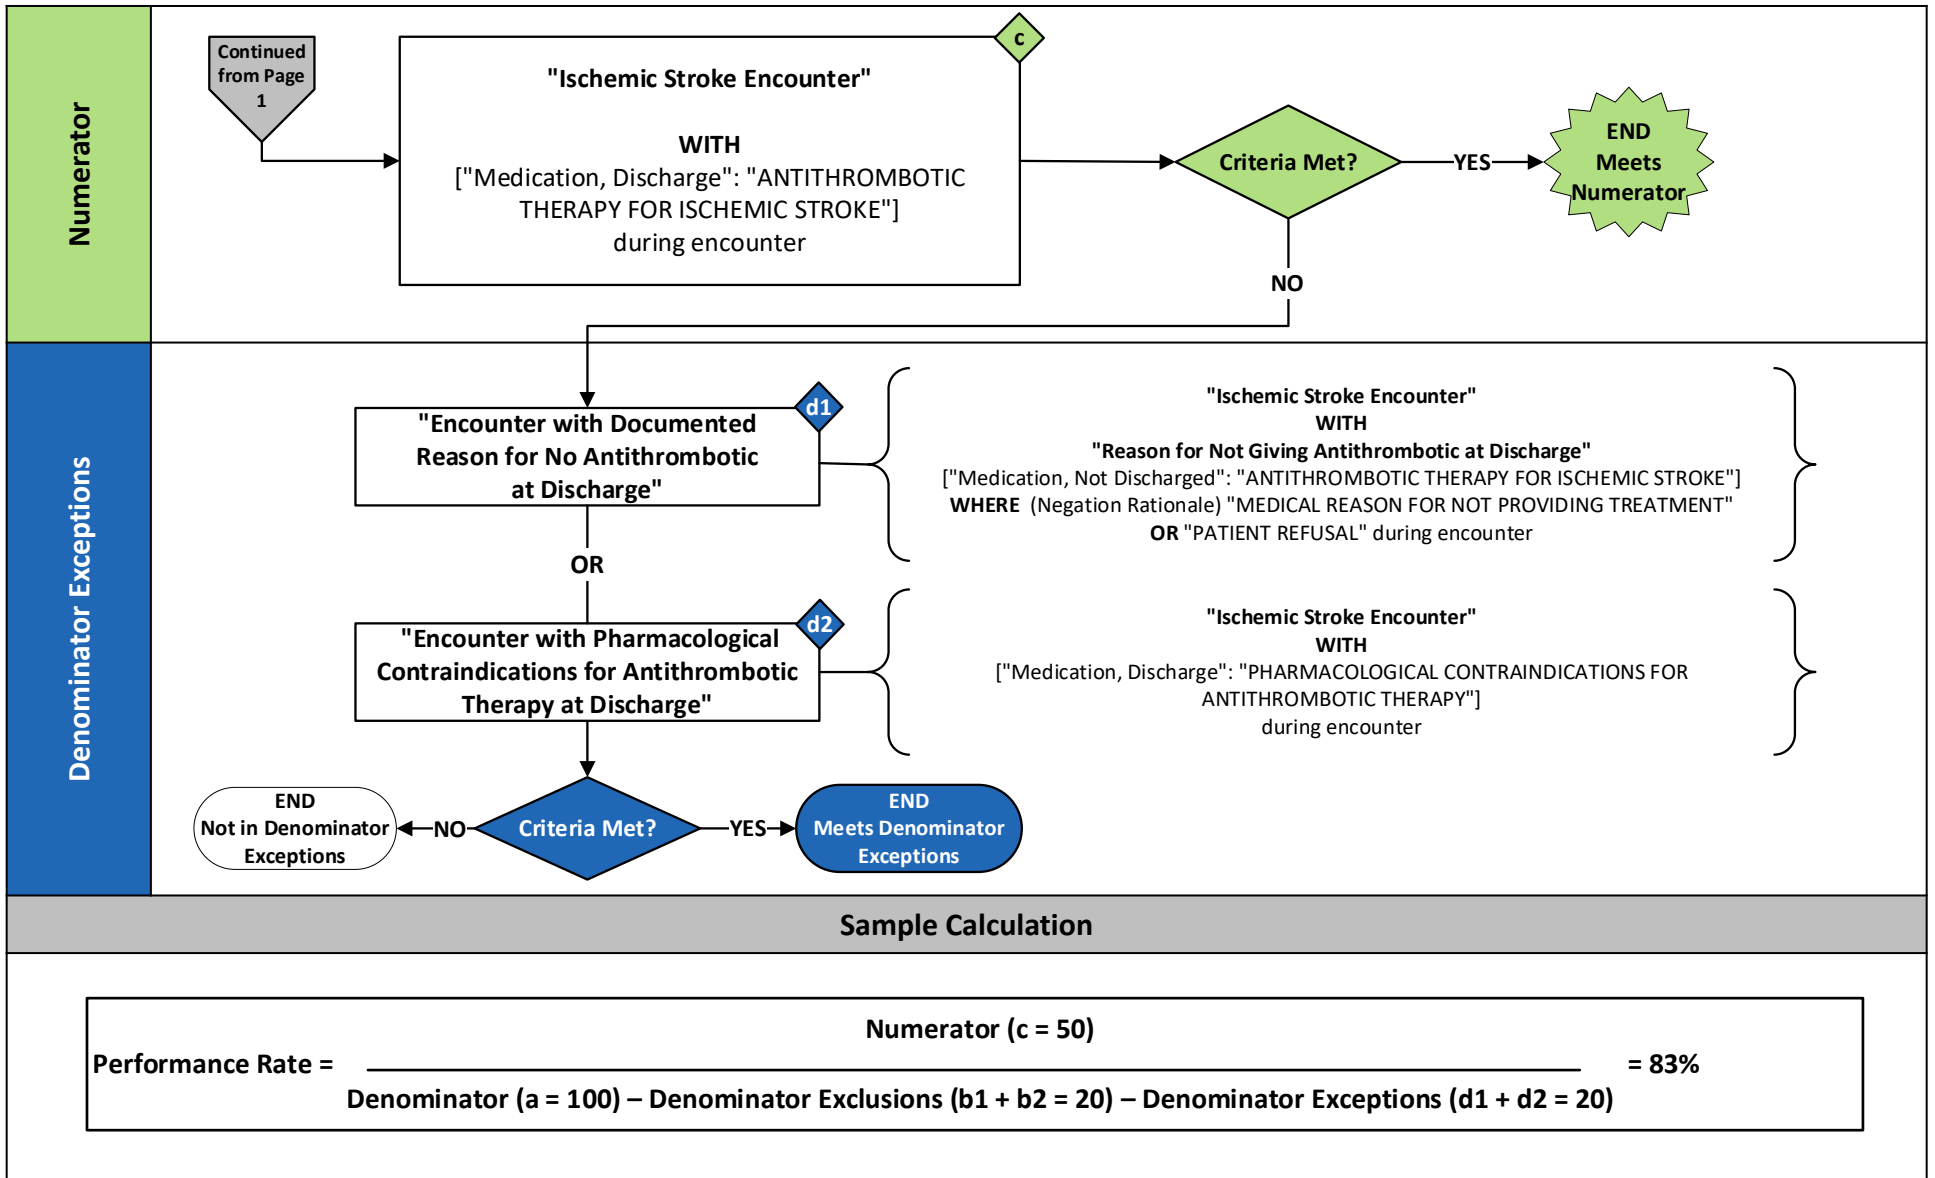 Numerator
Continued
from Page
1
c
"Ischemic Stroke Encounter"
WITH
["Medication, Discharge": "ANTITHROMBOTIC
THERAPY FOR ISCHEMIC STROKE"]
during encounter
Criteria Met?
YES
END
Meets
Numerator
NO
Denominator Exceptions
d1
"Encounter with Documented
Reason for No Antithrombotic
at Discharge"
"Ischemic Stroke Encounter"
WITH
"Reason for Not Giving Antithrombotic at Discharge"
["Medication, Not Discharged": "ANTITHROMBOTIC THERAPY FOR ISCHEMIC STROKE"]
WHERE (Negation Rationale) "MEDICAL REASON FOR NOT PROVIDING TREATMENT"
OR "PATIENT REFUSAL" during encounter
OR
d2
"Encounter with Pharmacological
Contraindications for Antithrombotic
Therapy at Discharge"
"Ischemic Stroke Encounter"
WITH
["Medication, Discharge": "PHARMACOLOGICAL CONTRAINDICATIONS FOR
ANTITHROMBOTIC THERAPY"]
during encounter
END
Not in Denominator
Exceptions
NO
Criteria Met?
YES
END
Meets Denominator
Exceptions
Sample Calculation
Numerator (c = 50)
Performance Rate =
= 83%
Denominator (a = 100) – Denominator Exclusions (b1 + b2 = 20) – Denominator Exceptions (d1 + d2 = 20)